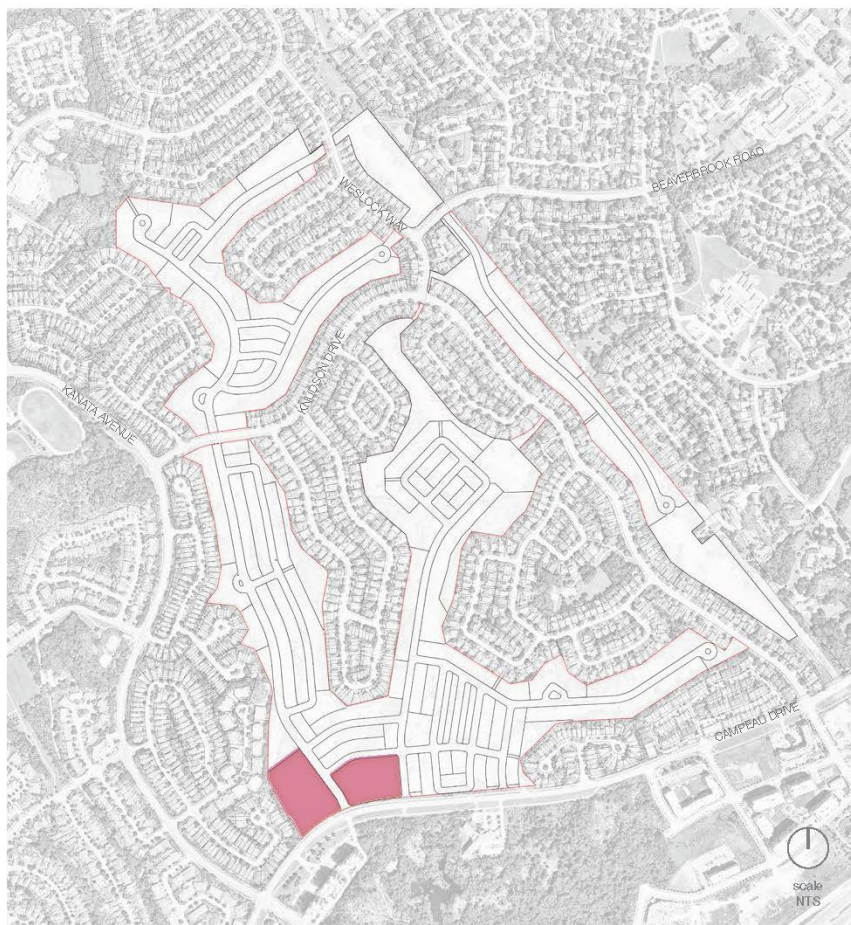 WESLOCK WAY
BEAVERBROOK ROAD
KNUDSON DRIVE
KANATA AVENUE
CAMPEAU DRIVE
scale
NTS